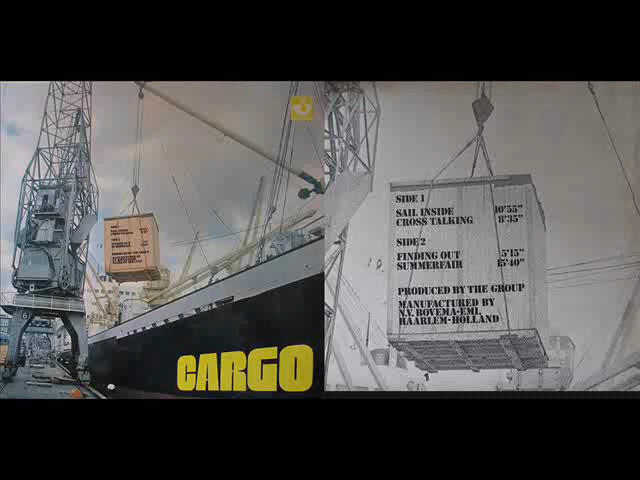 CARGO
SIDE 1
SAIL INSIDE 10'55"
CROSS TALKING 8'35"
SIDE 2
FINDING OUT 5'15"
SUMMERFAIR 15'40"
PRODUCED BY THE GROUP
MANUFACTURED BY
N.V. BOVEMA-EMI,
HAARLEM-HOLLAND